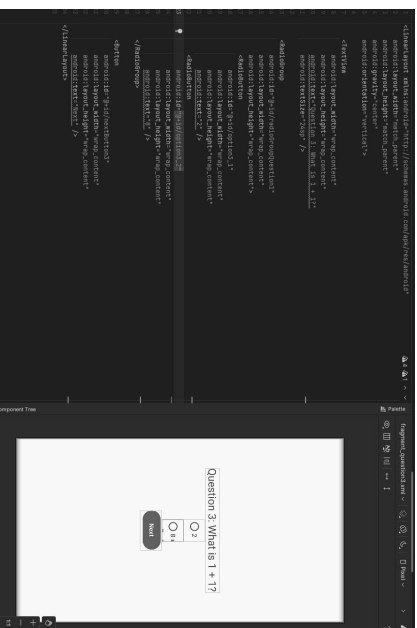 <LinearLayout xmlns:android="http://schemas.android.com/apk/res/android"
android:layout_width="match_parent"
android:layout_height="match_parent"
android:gravity="center"
android:orientation="vertical">
<TextView
android:layout_width="wrap_content"
android:layout_height="wrap_content"
android:text="Question 3: What is 1 + 1?"
android:textSize="24sp" />
<RadioGroup
android:id="@+id/radioGroupQuestion1"
android:layout_width="wrap_content"
android:layout_height="wrap_content">
<RadioButton
android:id="@+id/option3_1"
android:layout_width="wrap_content"
android:layout_height="wrap_content"
android:text="2" />
<RadioButton
android:layout_width="wrap_content"
android:layout_height="wrap_content"
</RadioGroup>
<Button
android:id="@+id/nextButton3"
android:layout_width="wrap_content"
android:layout_height="wrap_content"
android:text="Next" />
</LinearLayout>
fragment_question3.xml
Pixel
Palette
Question 3: What is 1 + 1?
2
8
Next
Component Tree
1:1